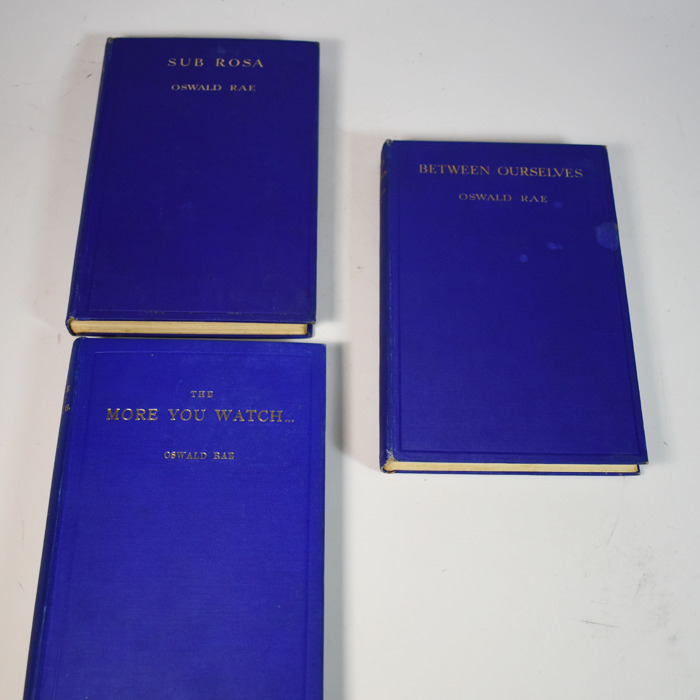 SUB ROSA
OSWALD RAE
BETWEEN OURSELVES
OSWALD RAE
THE
MORE YOU WATCH...
OSWALD RAE